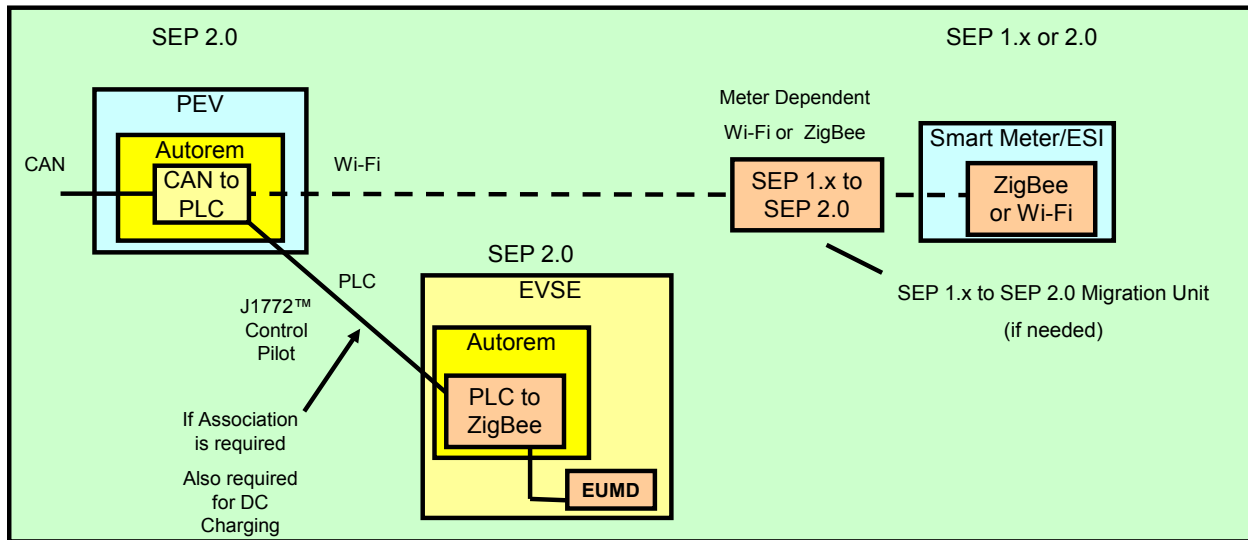 SEP 2.0
SEP 1.x or 2.0
PEV
Autorem
CAN to
PLC
CAN
Wi-Fi
Meter Dependent
Wi-Fi or ZigBee
SEP 1.x to
SEP 2.0
Smart Meter/ESI
ZigBee
or Wi-Fi
SEP 1.x to SEP 2.0 Migration Unit
(if needed)
PLC
J1772™
Control
Pilot
If Association
is required
Also required
for DC
Charging
SEP 2.0
EVSE
Autorem
PLC to
ZigBee
EUMD